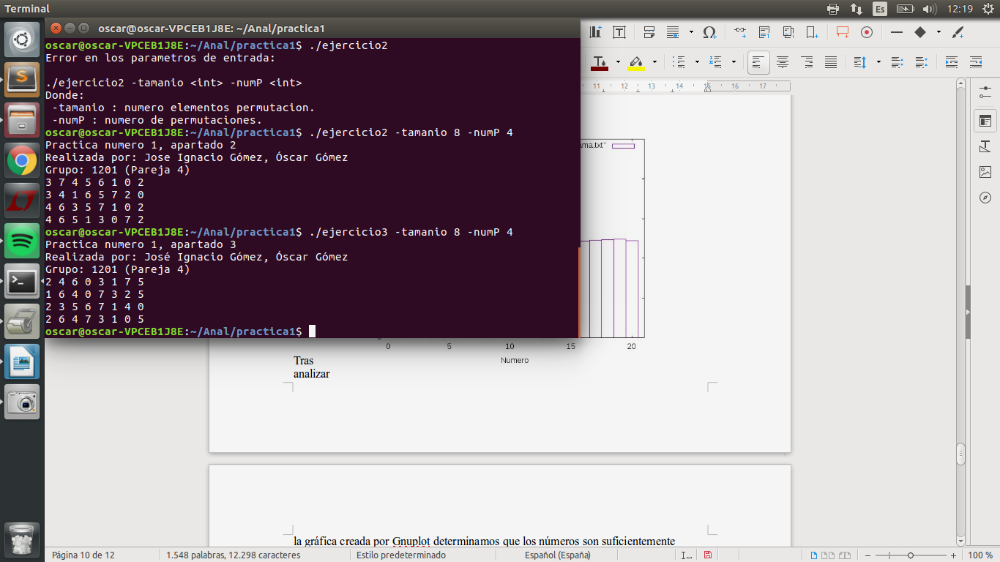 Terminal
Es
12:19
oscar@oscar-VPCEB1J8E: ~/Anal/practica1
oscar@oscar-VPCEB1J8E:~/Anal/practica1$ ./ejercicio2
Error en los parametros de entrada:
./ejercicio2 -tamanio <int> -numP <int>
Donde:
-tamanio : numero elementos permutacion.
-numP : numero de permutaciones.
oscar@oscar-VPCEB1J8E:~/Anal/practica1$ ./ejercicio2 -tamanio 8 -numP 4
Practica numero 1, apartado 2
Realizada por: Jose Ignacio Gómez, Óscar Gómez
Grupo: 1201 (Pareja 4)
3 7 4 5 6 1 0 2
3 4 1 6 5 7 2 0
4 6 3 5 7 1 0 2
4 6 5 1 3 0 7 2
oscar@oscar-VPCEB1J8E:~/Anal/practica1$ ./ejercicio3 -tamanio 8 -numP 4
Practica numero 1, apartado 3
Realizada por: José Ignacio Gómez, Óscar Gómez
Grupo: 1201 (Pareja 4)
2 4 6 0 3 1 7 5
1 6 4 0 7 3 2 5
2 3 5 6 7 1 4 0
2 6 4 7 3 1 0 5
oscar@oscar-VPCEB1J8E:~/Anal/practica1$
11 12 13 14 15 16 17
ama.txt"
0 5 10 15 20
Numero
Tras
analizar
la gráfica creada por Gnuplot determinamos que los números son suficientemente
Página 10 de 12
1.548 palabras, 12.298 caracteres
Estilo predeterminado
Español (España)
100 %